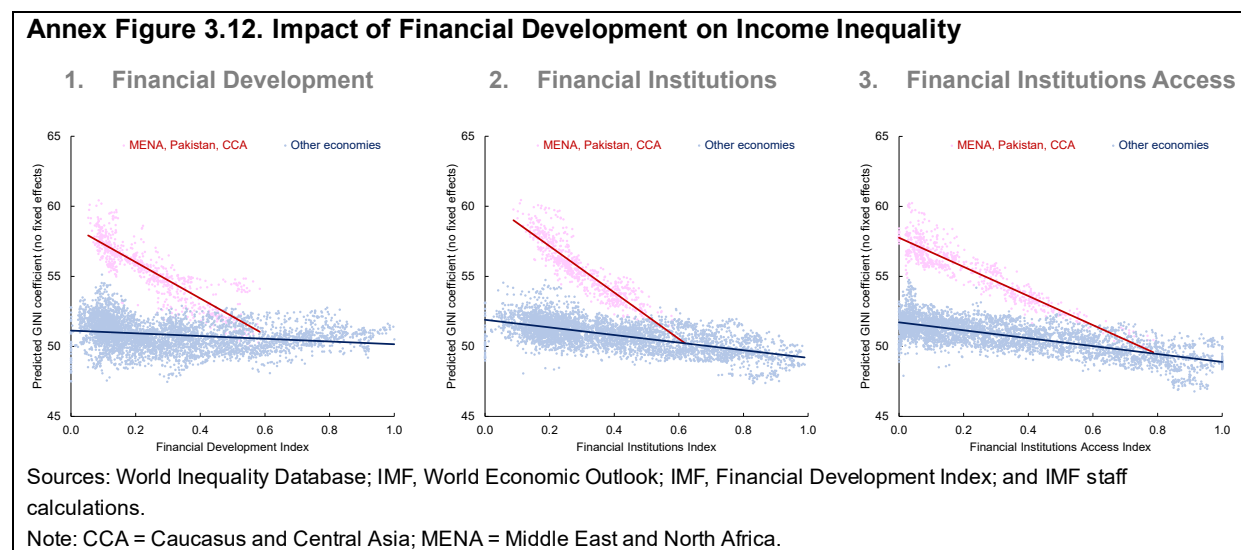 Annex Figure 3.12. Impact of Financial Development on Income Inequality
1. Financial Development
2. Financial Institutions
3. Financial Institutions Access
Predicted GINI coefficient (no fixed effects)
65
60
55
50
45
MENA, Pakistan, CCA
Other economies
0.0 0.2 0.4 0.6 0.8 1.0
Financial Development Index
Predicted GINI coefficient (no fixed effects)
65
60
55
50
45
MENA, Pakistan, CCA
Other economies
0.0 0.2 0.4 0.6 0.8 1.0
Financial Institutions Index
Predicted GINI coefficient (no fixed effects)
65
60
55
50
45
MENA, Pakistan, CCA
Other economies
0.0 0.2 0.4 0.6 0.8 1.0
Financial Institutions Access Index
Sources: World Inequality Database; IMF, World Economic Outlook; IMF, Financial Development Index; and IMF staff
calculations.
Note: CCA = Caucasus and Central Asia; MENA = Middle East and North Africa.